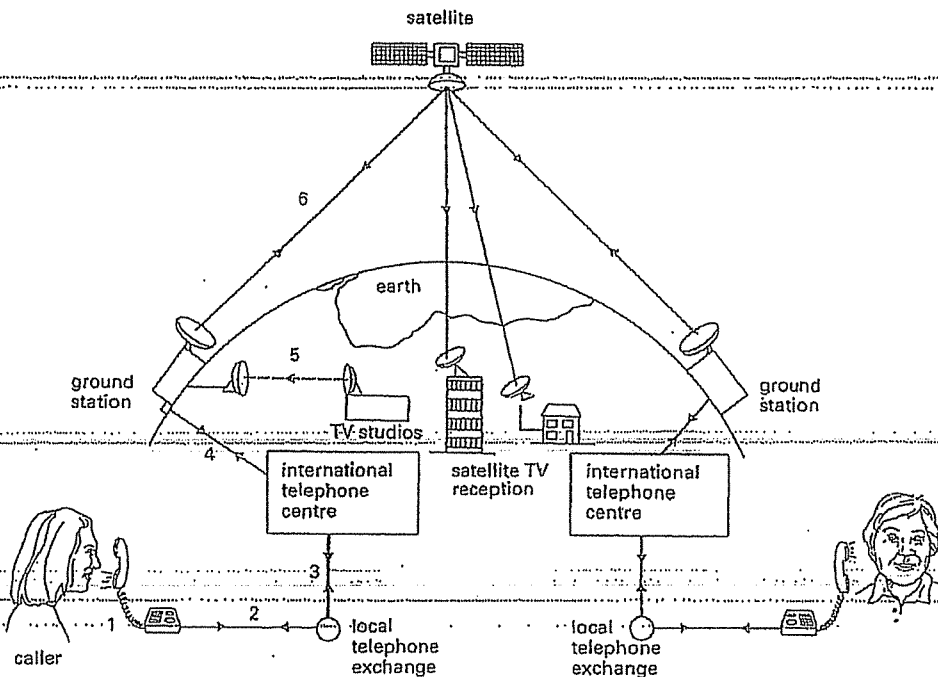 satellite
6
earth
5
ground
station
ground
station
TV studios
4
international
telephone
centre
satellite TV
reception
international
telephone
centre
3
1
2
local
telephone
exchange
local
telephone
exchange
caller